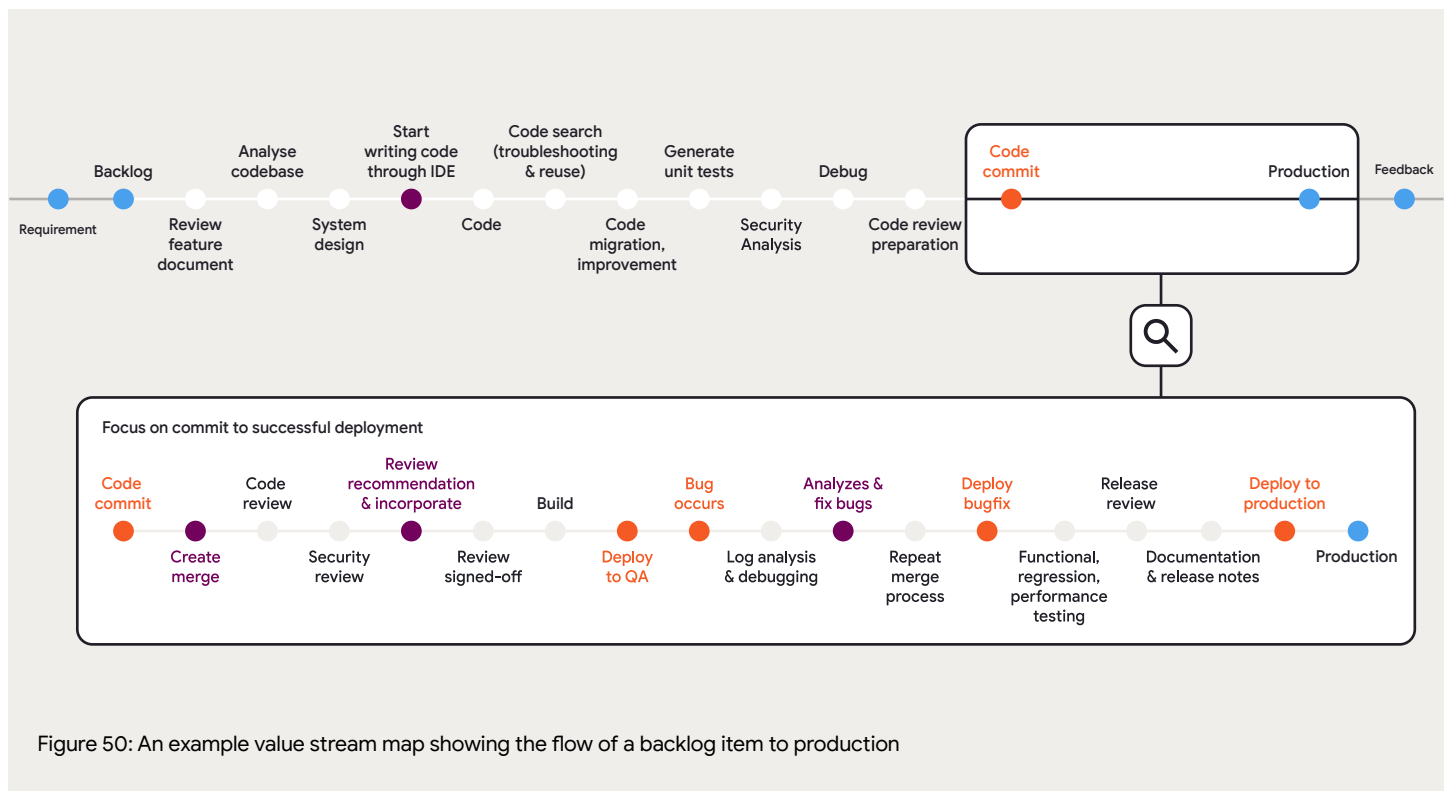 Requirement
Backlog
Review
feature
document
Analyse
codebase
System
design
Start
writing code
through IDE
Code
Code search
(troubleshooting
& reuse)
Code
migration,
improvement
Generate
unit tests
Security
Analysis
Debug
Code review
preparation
Code
commit
Production
Feedback
Focus on commit to successful deployment
Code
commit
Create
merge
Code
review
Security
review
Review
recommendation
& incorporate
Review
signed-off
Build
Deploy
to QA
Bug
occurs
Log analysis
& debugging
Analyzes &
fix bugs
Repeat
merge
process
Deploy
bugfix
Functional,
regression,
performance
testing
Release
review
Documentation
& release notes
Deploy to
production
Production
Figure 50: An example value stream map showing the flow of a backlog item to production